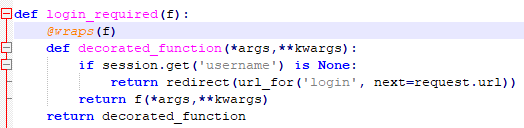 def login_required(f):
    @wraps(f)
    def decorated_function(*args,**kwargs):
        if session.get('username') is None:
            return redirect(url_for('login', next=request.url))
        return f(*args,**kwargs)
    return decorated_function